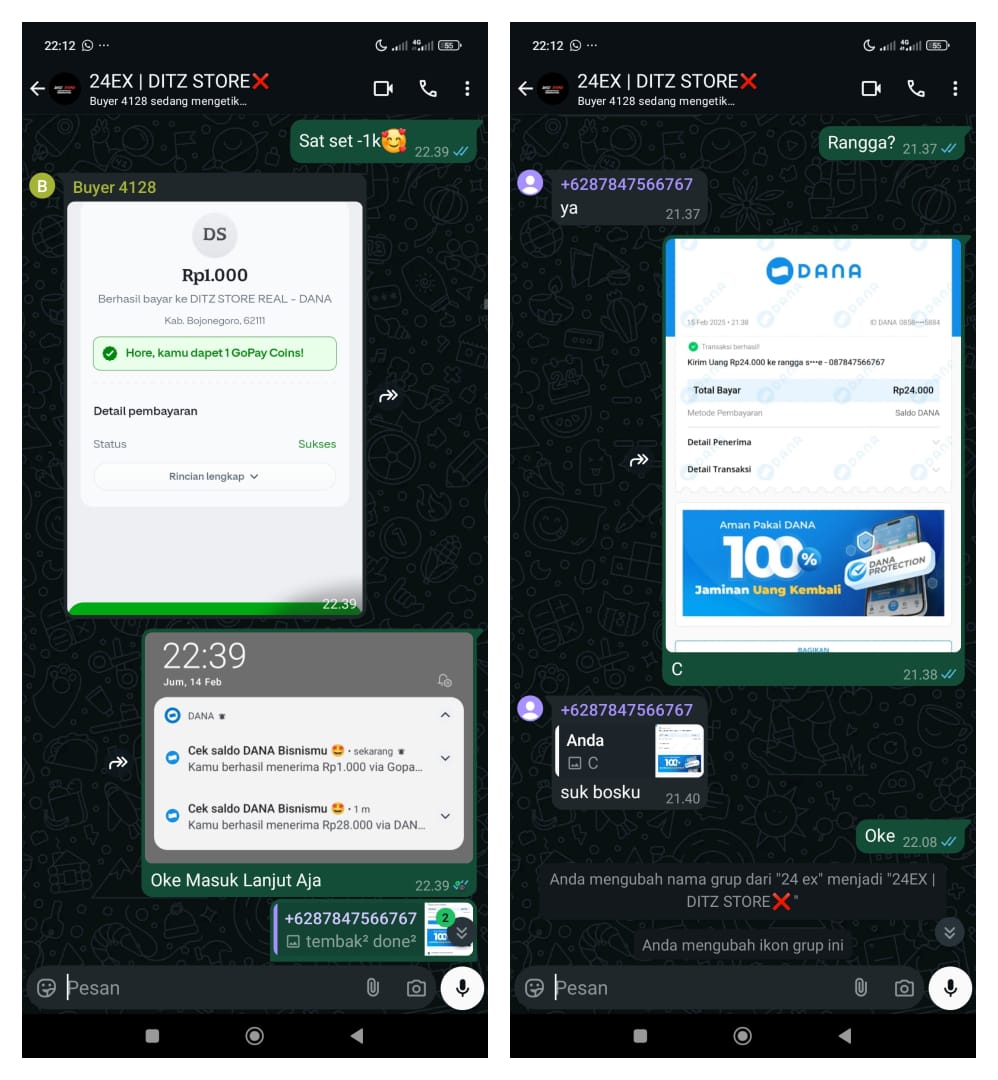 22:12
4G
55
24EX | DITZ STORE❌
Buyer 4128 sedang mengetik...
Sat set -1k🥰
22.39
B
Buyer 4128
DS
Rp1.000
Berhasil bayar ke DITZ STORE REAL - DANA
Kab. Bojonegoro, 62111
Hore, kamu dapet 1 GoPay Coins!
Detail pembayaran
Status
Sukses
Rincian lengkap
22.39
22:39
Jum, 14 Feb
DANA
Cek saldo DANA Bisnismu 🤩 • sekarang
Kamu berhasil menerima Rp1.000 via Gopa...
Cek saldo DANA Bisnismu 🤩 • 1 m
Kamu berhasil menerima Rp28.000 via DAN...
Oke Masuk Lanjut Aja
22.39
+6287847566767
tembak² done²
2
100
Pesan
22:12
4G
55
24EX | DITZ STORE❌
Buyer 4128 sedang mengetik...
Rangga?
21.37
+6287847566767
ya
21.37
DANA
15 Feb 2025 • 21:38
ID DANA 0858••••5884
Transaksi berhasil!
Kirim Uang Rp24.000 ke rangga s•••e - 087847566767
Total Bayar
Rp24.000
Metode Pembayaran
Saldo DANA
Detail Penerima
Detail Transaksi
Aman Pakai DANA
100%
Jaminan Uang Kembali
DANA
PROTECTION
BAGIKAN
C
21.38
+6287847566767
Anda
C
100
suk bosku
21.40
Oke
22.08
Anda mengubah nama grup dari "24 ex" menjadi "24EX |
DITZ STORE❌"
Anda mengubah ikon grup ini
Pesan